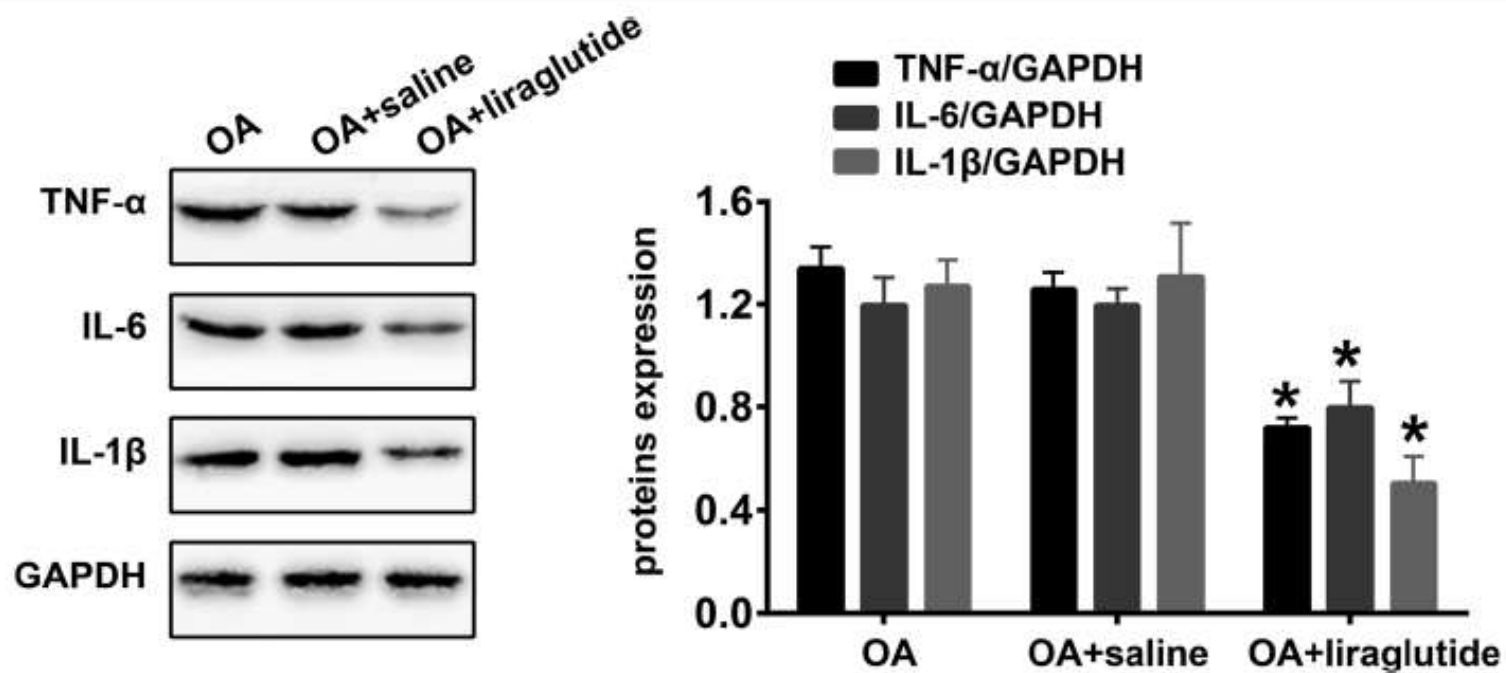 OA
OA+saline
OA+liraglutide
TNF-α
IL-6
IL-1β
GAPDH
TNF-α/GAPDH
IL-6/GAPDH
IL-1β/GAPDH
proteins expression
1.6
1.2
0.8
0.4
0.0
* * *
OA OA+saline OA+liraglutide